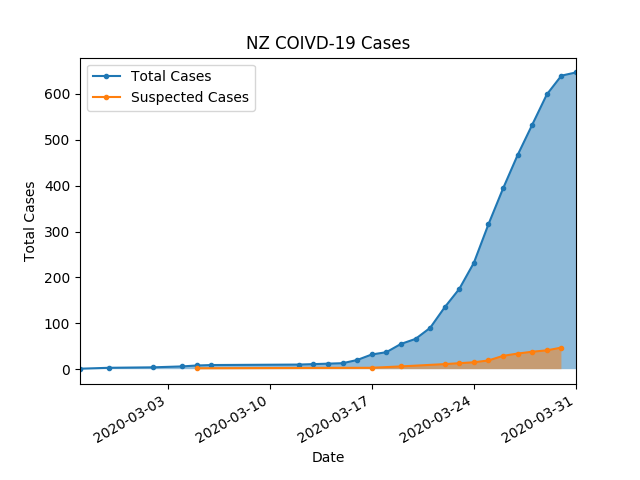 NZ COIVD-19 Cases
Total Cases
Suspected Cases
Total Cases
600
500
400
300
200
100
0
2020-03-03
2020-03-10
2020-03-17
2020-03-24
2020-03-31
Date